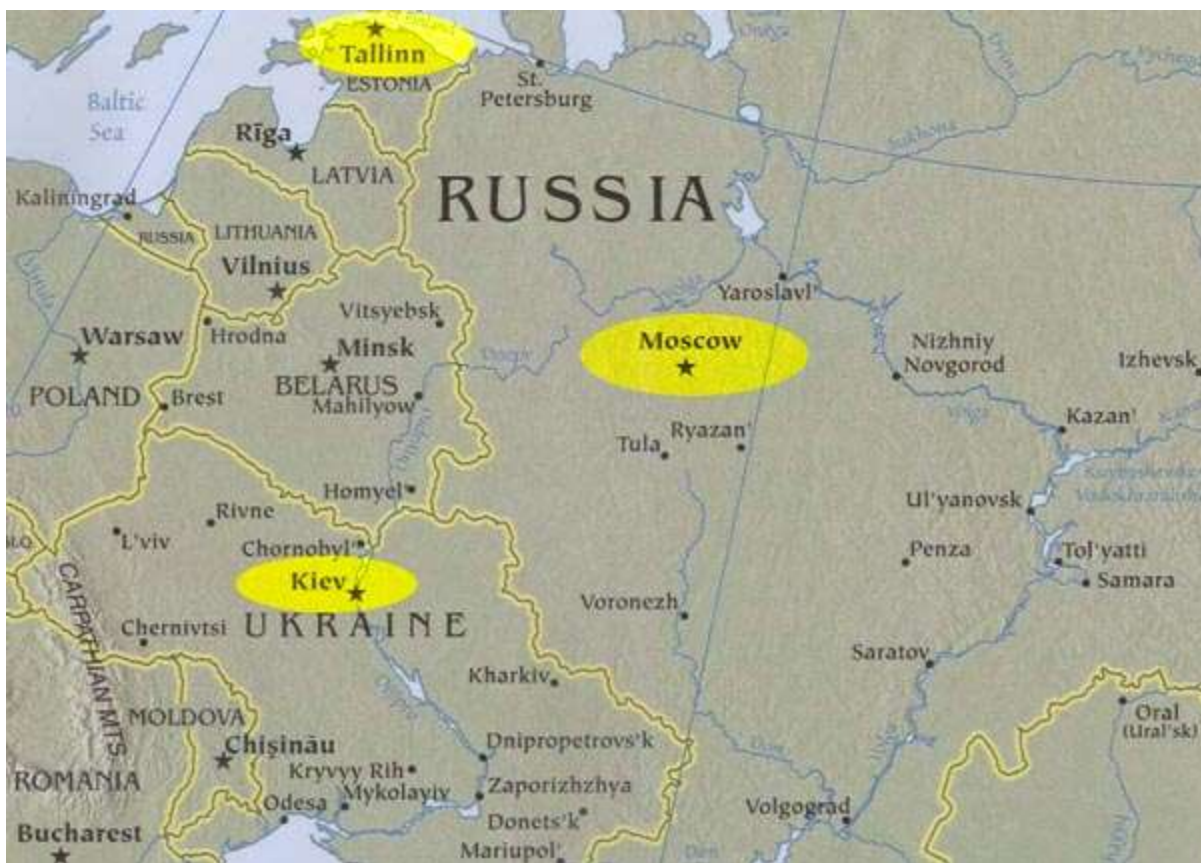 Tallinn
ESTONIA
St.
Petersburg
Baltic
Sea
Rīga
LATVIA
RUSSIA
Sukhona
Kaliningrad
RUSSIA
LITHUANIA
Vilnius
Yaroslavl'
Vitsyebsk
Hrodna
Warsaw
Minsk
Moscow
Nizhniy
Novgorod
Izhevsk
POLAND
Brest
BELARUS
Mahilyow
Volga
Kazan'
Tula
Ryazan'
Homyel'
Ul'yanovsk
Rivne
L'viv
Chornobyl'
Penza
Tol'yatti
Samara
Kiev
UKRAINE
Voronezh
CARPATHIAN MTS.
Chernivtsi
Saratov
Kharkiv
MOLDOVA
Oral
(Ural'sk)
Chişinău
Dnipropetrovs'k
ROMANIA
Kryvyy Rih
Zaporizhzhya
Odesa
Mykolayiv
Volgograd
Donets'k
Bucharest
Mariupol'
Don